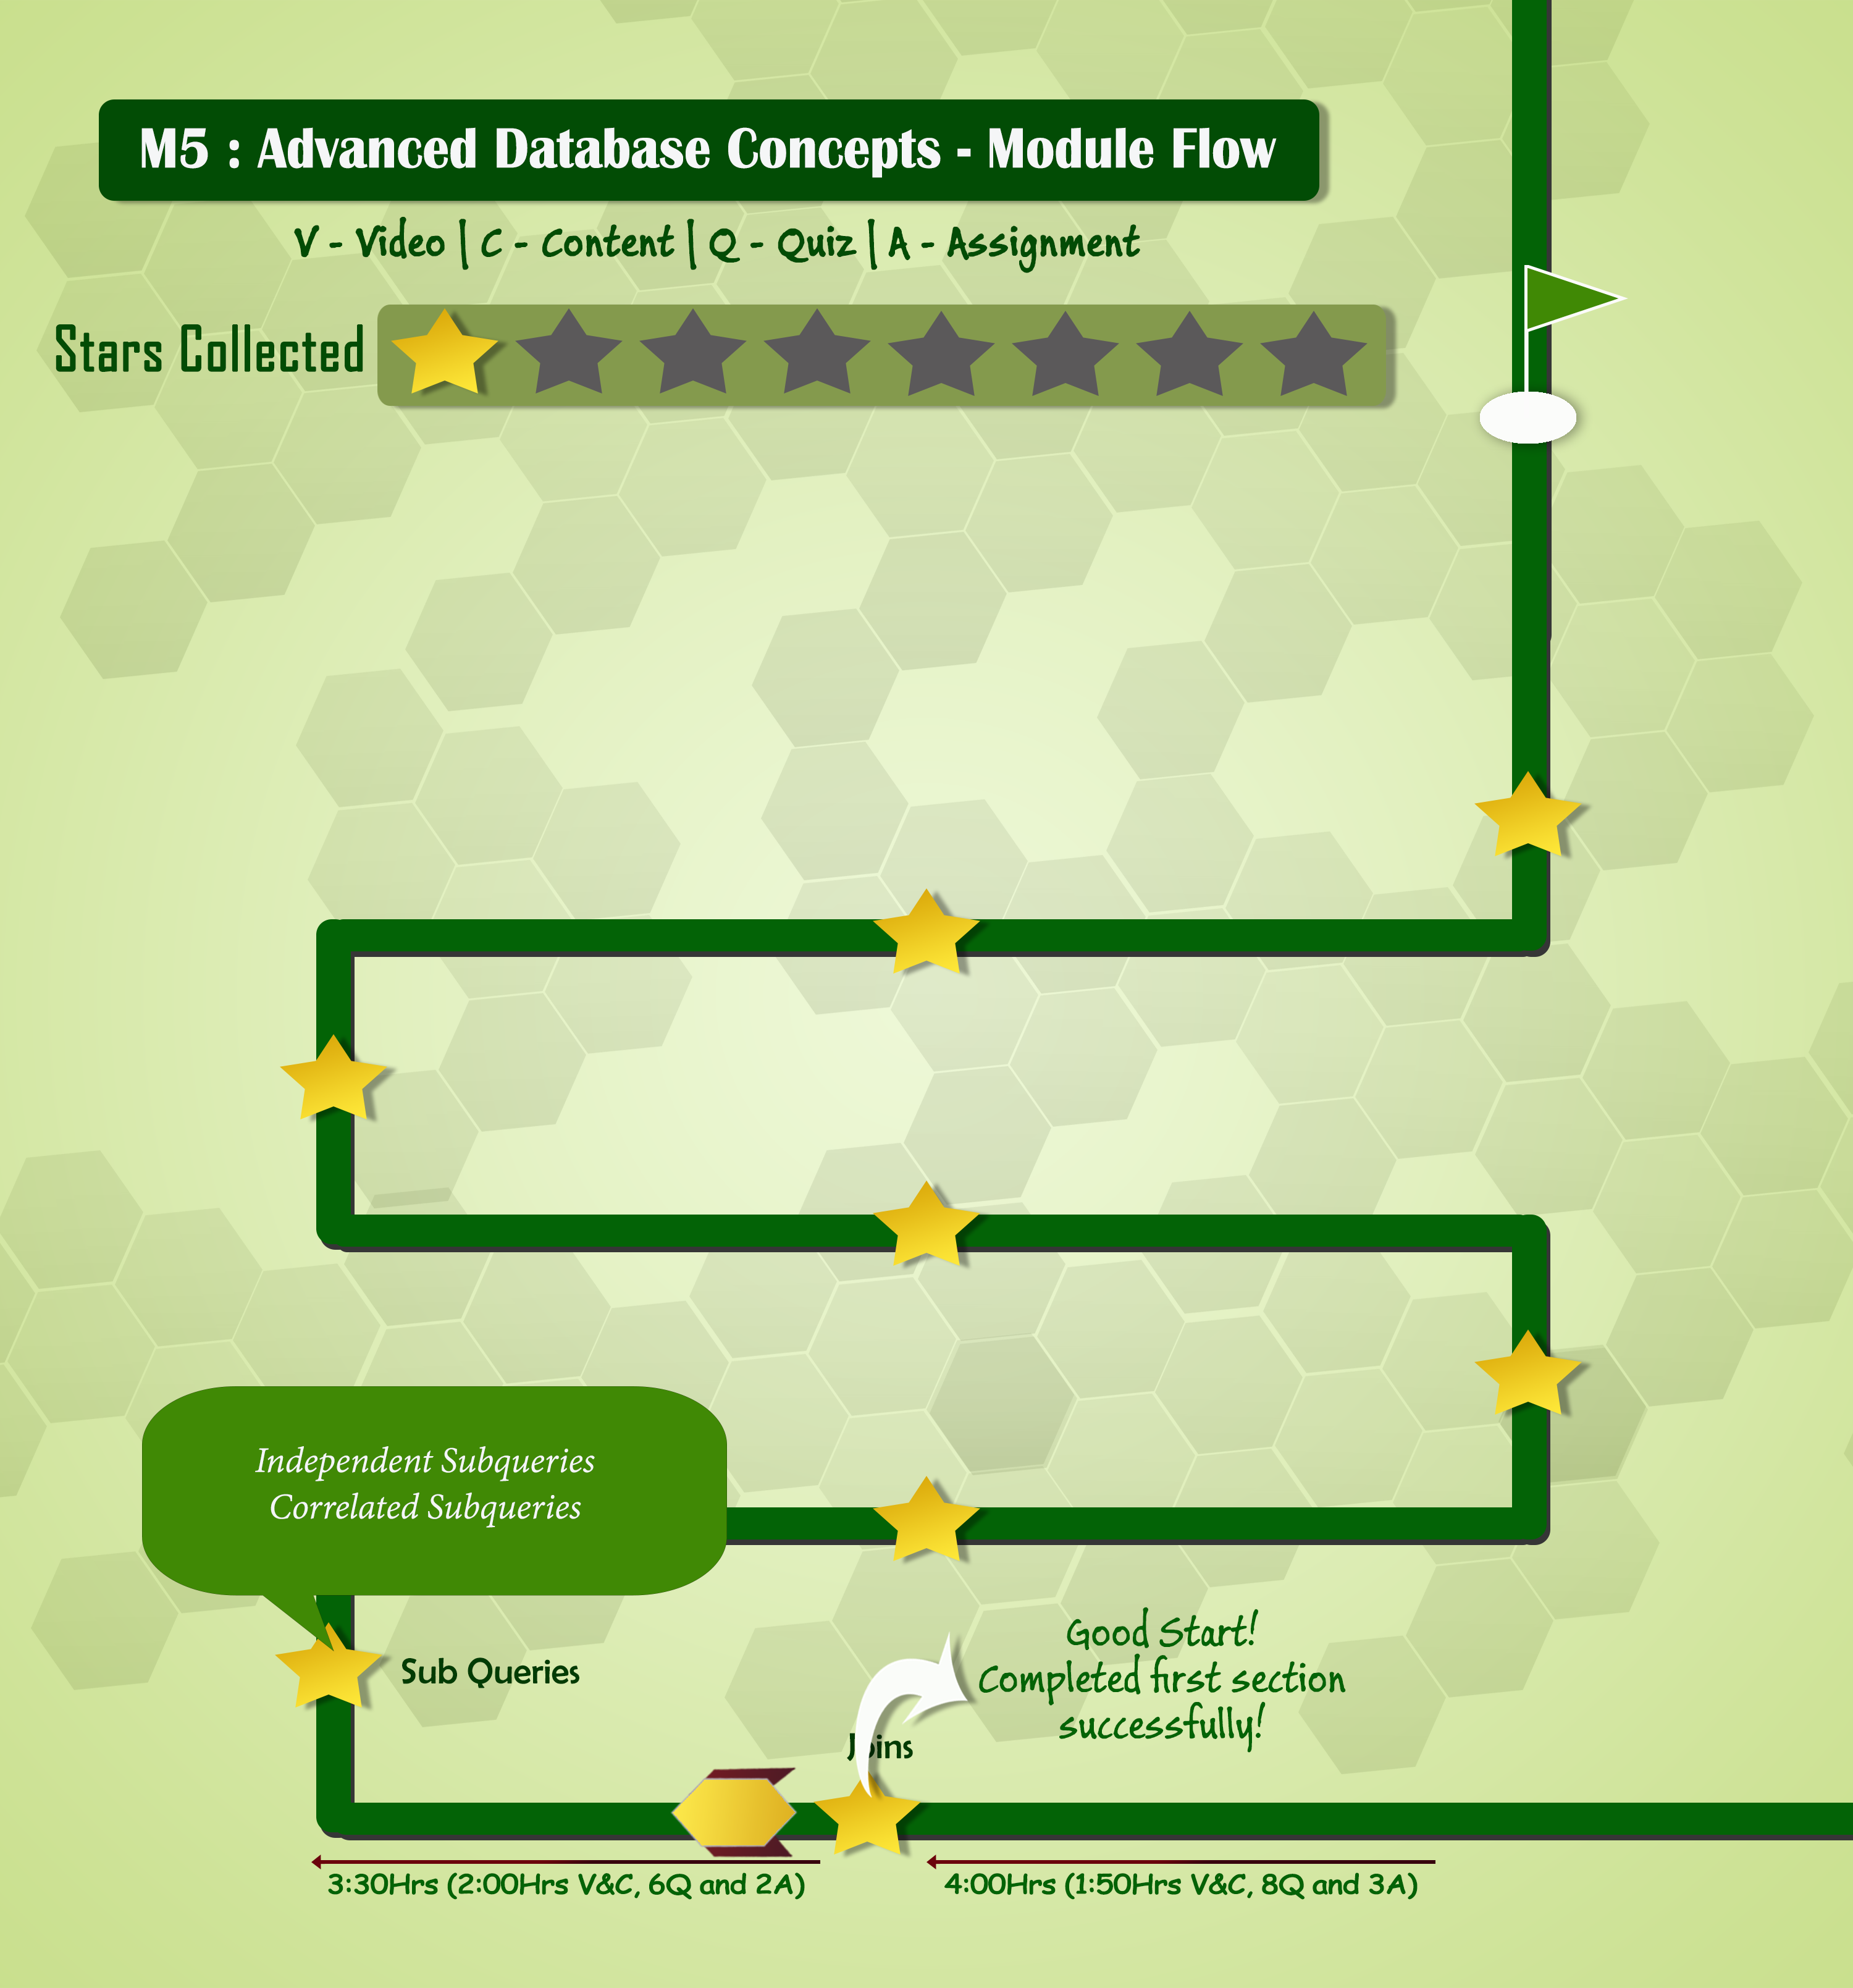 M5 : Advanced Database Concepts - Module Flow
V - Video | C - Content | Q - Quiz | A - Assignment
Stars Collected
Independent Subqueries
Correlated Subqueries
Sub Queries
Good Start!
Completed first section
successfully!
Joins
3:30Hrs (2:00Hrs V&C, 6Q and 2A)
4:00Hrs (1:50Hrs V&C, 8Q and 3A)